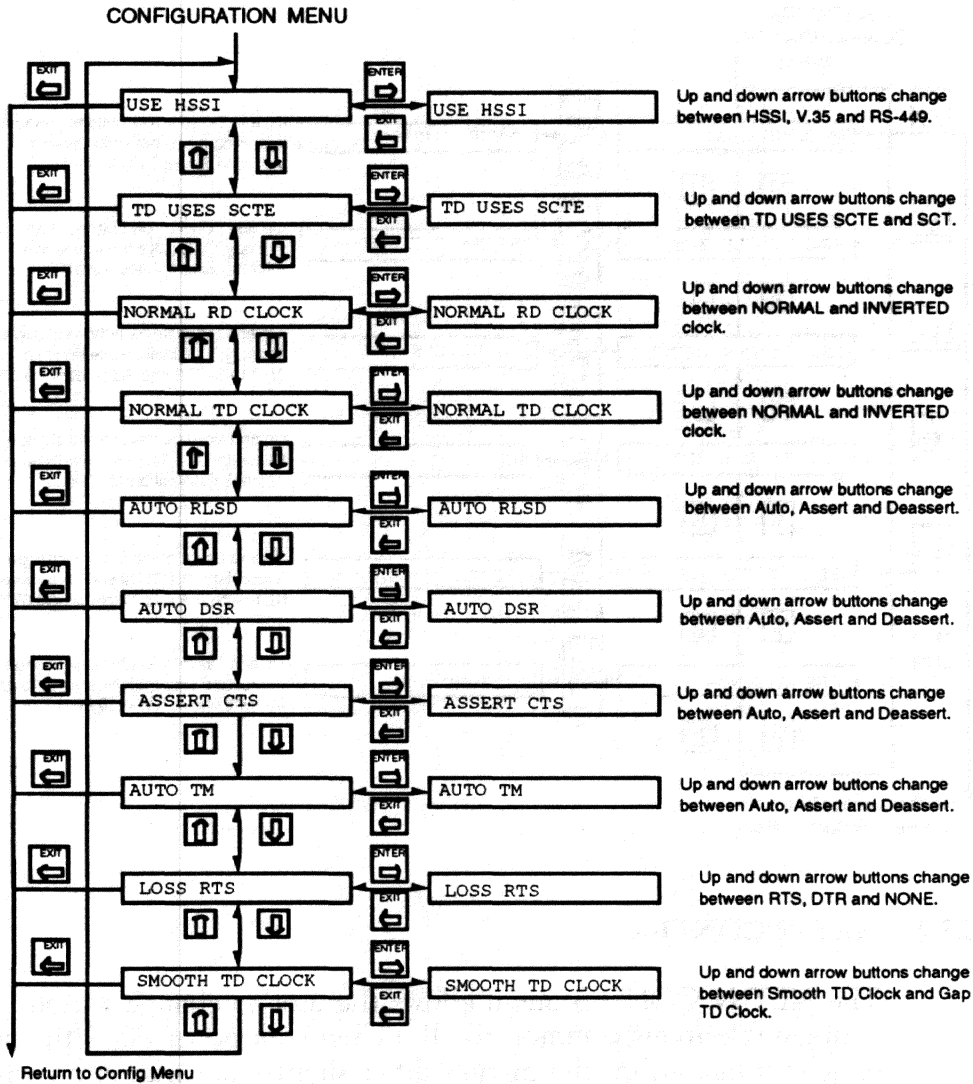 CONFIGURATION MENU
EXIT
ENTER
USE HSSI
USE HSSI
EXIT
Up and down arrow buttons change
between HSSI, V.35 and RS-449.
EXIT
ENTER
TD USES SCTE
TD USES SCTE
EXIT
Up and down arrow buttons change
between TD USES SCTE and SCT.
EXIT
ENTER
NORMAL RD CLOCK
NORMAL RD CLOCK
EXIT
Up and down arrow buttons change
between NORMAL and INVERTED
clock.
EXIT
ENTER
NORMAL TD CLOCK
NORMAL TD CLOCK
EXIT
Up and down arrow buttons change
between NORMAL and INVERTED
clock.
EXIT
ENTER
AUTO RLSD
AUTO RLSD
EXIT
Up and down arrow buttons change
between Auto, Assert and Deassert.
EXIT
ENTER
AUTO DSR
AUTO DSR
EXIT
Up and down arrow buttons change
between Auto, Assert and Deassert.
EXIT
ENTER
ASSERT CTS
ASSERT CTS
EXIT
Up and down arrow buttons change
between Auto, Assert and Deassert.
EXIT
ENTER
AUTO TM
AUTO TM
EXIT
Up and down arrow buttons change
between Auto, Assert and Deassert.
EXIT
ENTER
LOSS RTS
LOSS RTS
EXIT
Up and down arrow buttons change
between RTS, DTR and NONE.
EXIT
ENTER
SMOOTH TD CLOCK
SMOOTH TD CLOCK
EXIT
Up and down arrow buttons change
between Smooth TD Clock and Gap
TD Clock.
Return to Config Menu